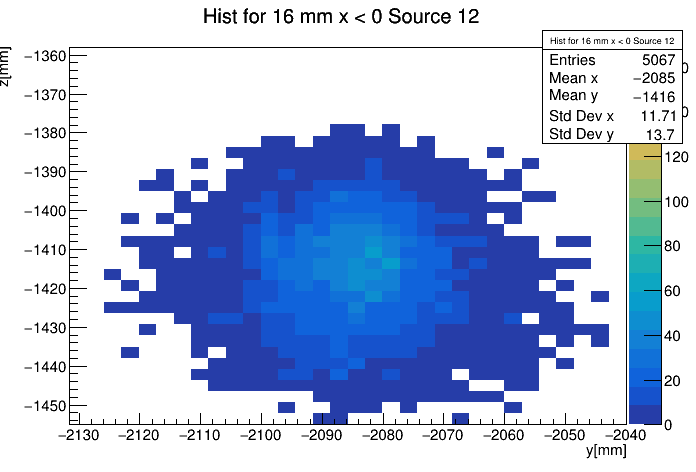 Hist for 16 mm x < 0 Source 12
z[mm]
Hist for 16 mm x < 0 Source 12
Entries 5067
Mean x −2085
Mean y −1416
Std Dev x 11.71
Std Dev y 13.7
−1360
−1370
−1380
−1390
−1400
−1410
−1420
−1430
−1440
−1450
120
100
80
60
40
20
0
−2130 −2120 −2110 −2100 −2090 −2080 −2070 −2060 −2050 −2040
y[mm]